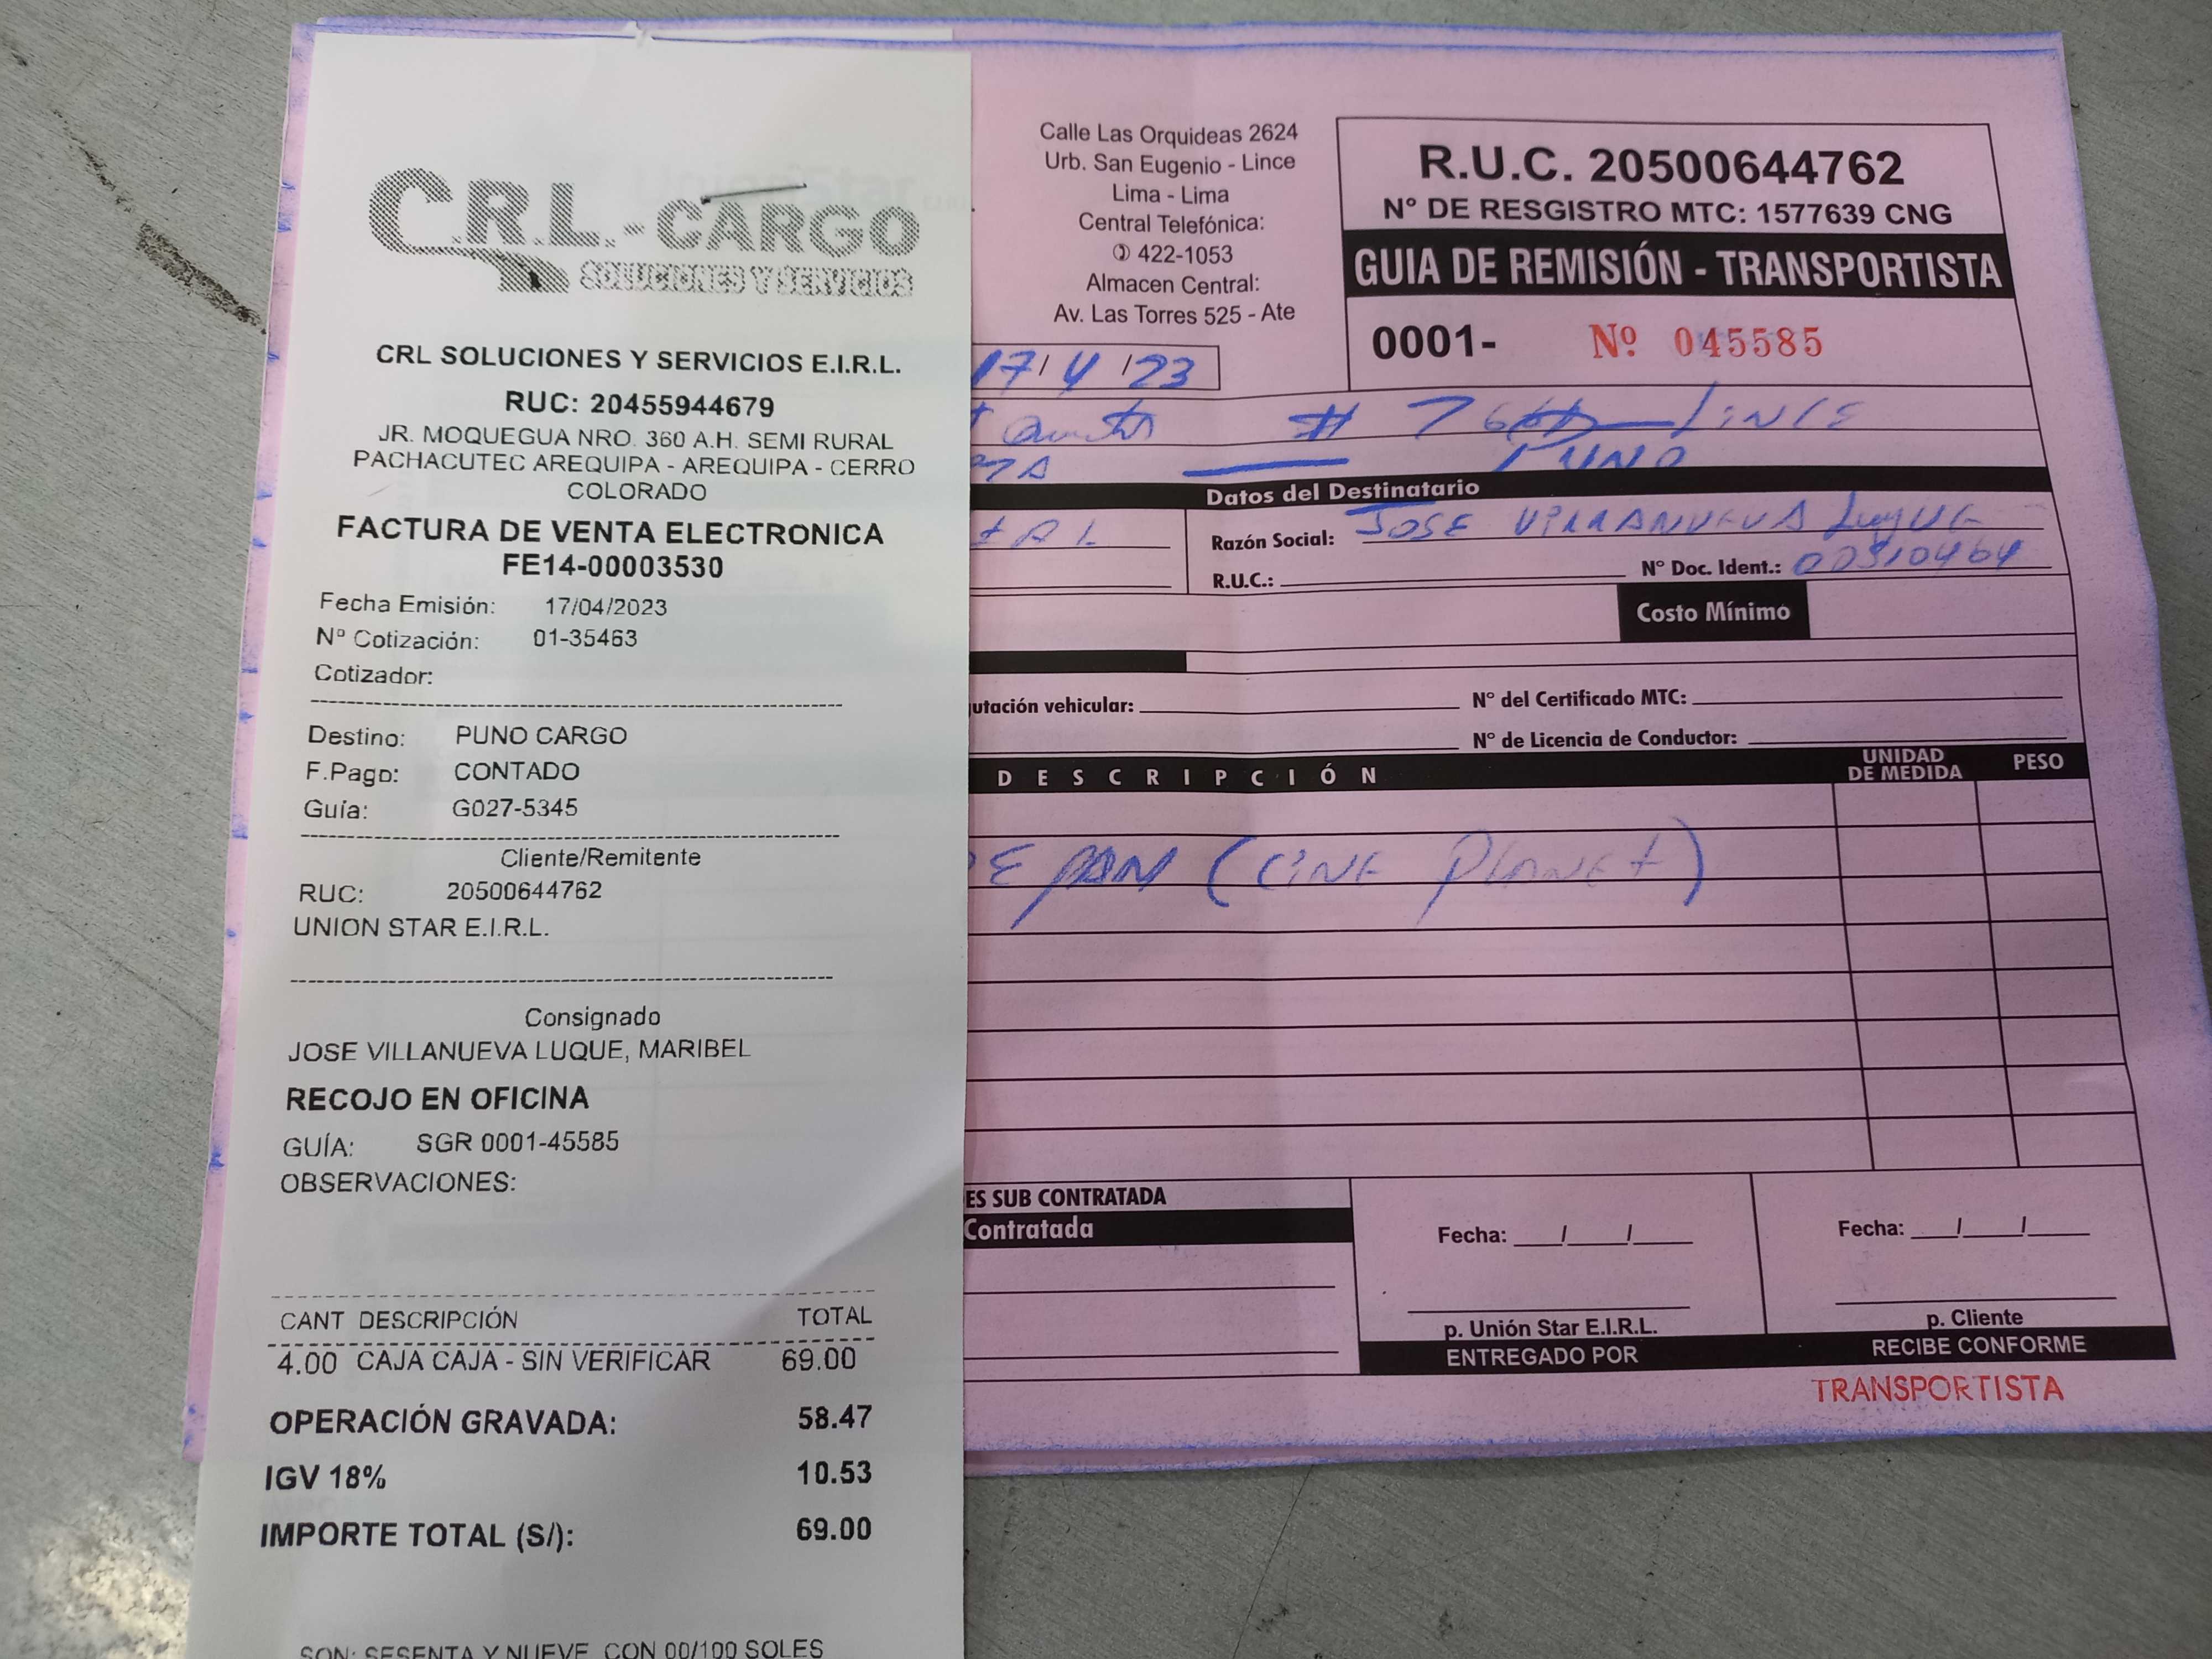 C.R.L.-CARGO
SOLUCIONES Y SERVICIOS
CRL SOLUCIONES Y SERVICIOS E.I.R.L.
RUC: 20455944679
JR. MOQUEGUA NRO. 360 A.H. SEMI RURAL
PACHACUTEC AREQUIPA - AREQUIPA - CERRO
COLORADO
FACTURA DE VENTA ELECTRONICA
FE14-00003530
Fecha Emisión: 17/04/2023
Nº Cotización: 01-35463
Cotizador:
Destino: PUNO CARGO
F.Pago: CONTADO
Guía: G027-5345
Cliente/Remitente
RUC: 20500644762
UNION STAR E.I.R.L.
Consignado
JOSE VILLANUEVA LUQUE, MARIBEL
RECOJO EN OFICINA
GUÍA: SGR 0001-45585
OBSERVACIONES:
CANT DESCRIPCIÓN TOTAL
4.00 CAJA CAJA - SIN VERIFICAR 69.00
OPERACIÓN GRAVADA: 58.47
IGV 18% 10.53
IMPORTE TOTAL (S/): 69.00
SON: SESENTA Y NUEVE CON 00/100 SOLES
Calle Las Orquideas 2624
Urb. San Eugenio - Lince
Lima - Lima
Central Telefónica:
✆ 422-1053
Almacen Central:
Av. Las Torres 525 - Ate
R.U.C. 20500644762
N° DE RESGISTRO MTC: 1577639 CNG
GUIA DE REMISIÓN - TRANSPORTISTA
0001- Nº 045585
17/4/23
LINCE
PUNO
Datos del Destinatario
Razón Social: JOSE VILLANUEVA Luque
R.U.C.: N° Doc. Ident.: 00510464
Costo Mínimo
utación vehicular: N° del Certificado MTC:
N° de Licencia de Conductor:
DESCRIPCIÓN UNIDAD DE MEDIDA PESO
PAN (CINE PLANET)
ES SUB CONTRATADA
Contratada
Fecha: / / Fecha: / /
p. Unión Star E.I.R.L. p. Cliente
ENTREGADO POR RECIBE CONFORME
TRANSPORTISTA